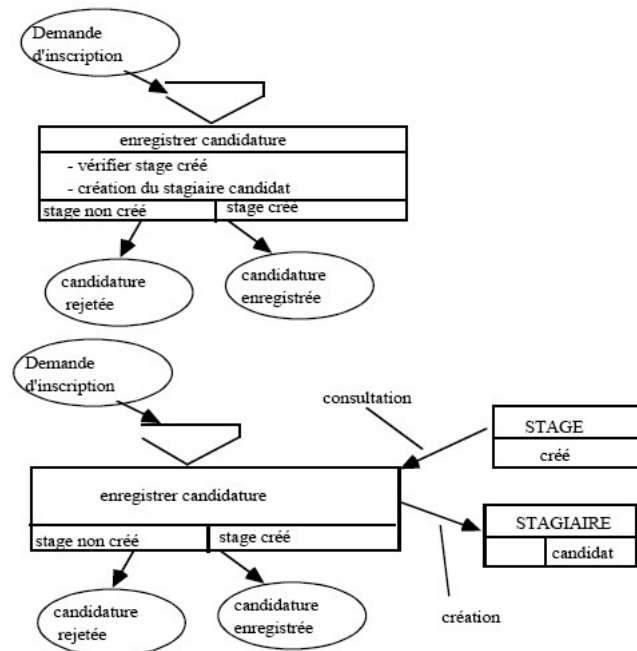 Demande
d'inscription
enregistrer candidature
- vérifier stage créé
- création du stagiaire candidat
stage non créé
stage créé
candidature
rejetée
candidature
enregistrée
Demande
d'inscription
consultation
STAGE
créé
enregistrer candidature
STAGIAIRE
candidat
stage non créé
stage créé
candidature
rejetée
candidature
enregistrée
création